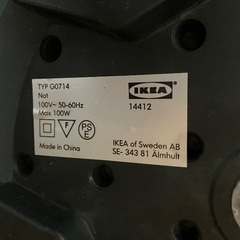 TYP G0714
Not
100V~ 50-60Hz
Max 100W
IKEA
14412
F
PS
E
Made in China
IKEA of Sweden AB
SE- 343 81 Älmhult